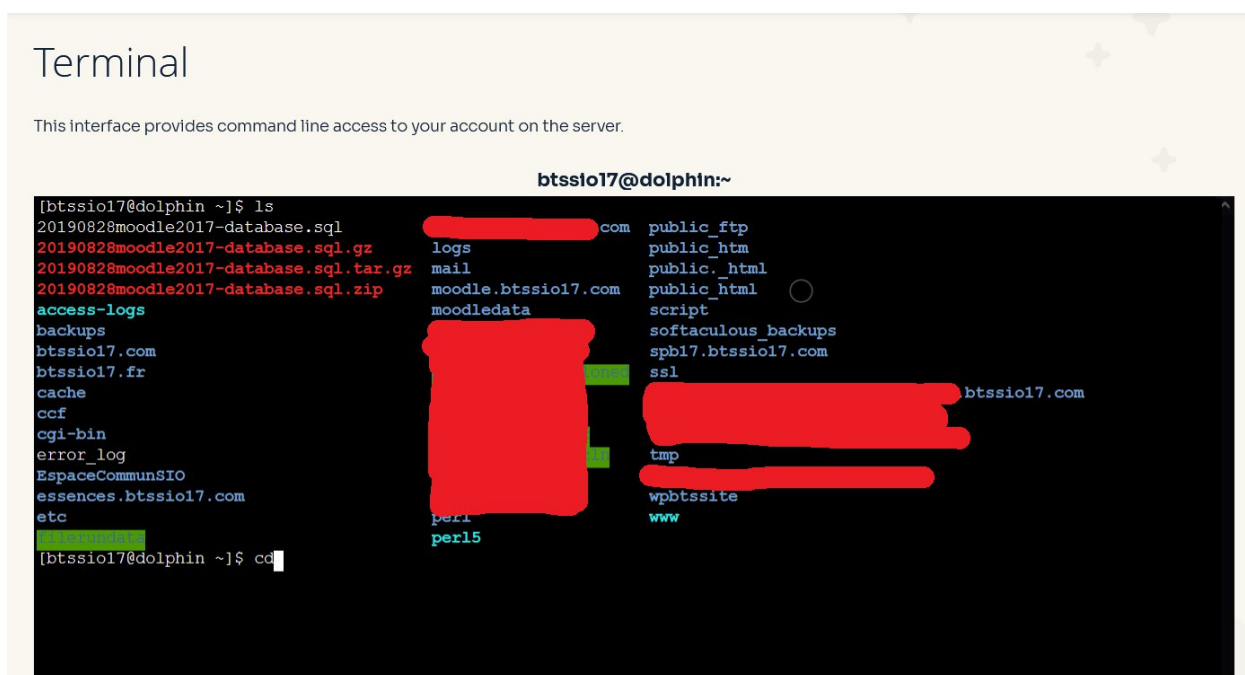 Terminal
This interface provides command line access to your account on the server.
btssio17@dolphin:~
[btssio17@dolphin ~]$ ls
20190828moodle2017-database.sql com public_ftp
20190828moodle2017-database.sql.gz logs public_htm
20190828moodle2017-database.sql.tar.gz mail public._html
20190828moodle2017-database.sql.zip moodle.btssio17.com public_html
access-logs moodledata script
backups softaculous_backups
btssio17.com spb17.btssio17.com
btssio17.fr oned ssl
cache .btssio17.com
ccf
cgi-bin
error_log tmp
EspaceCommunSIO
essences.btssio17.com wpbtssite
etc perl www
filerundata perl5
[btssio17@dolphin ~]$ cd